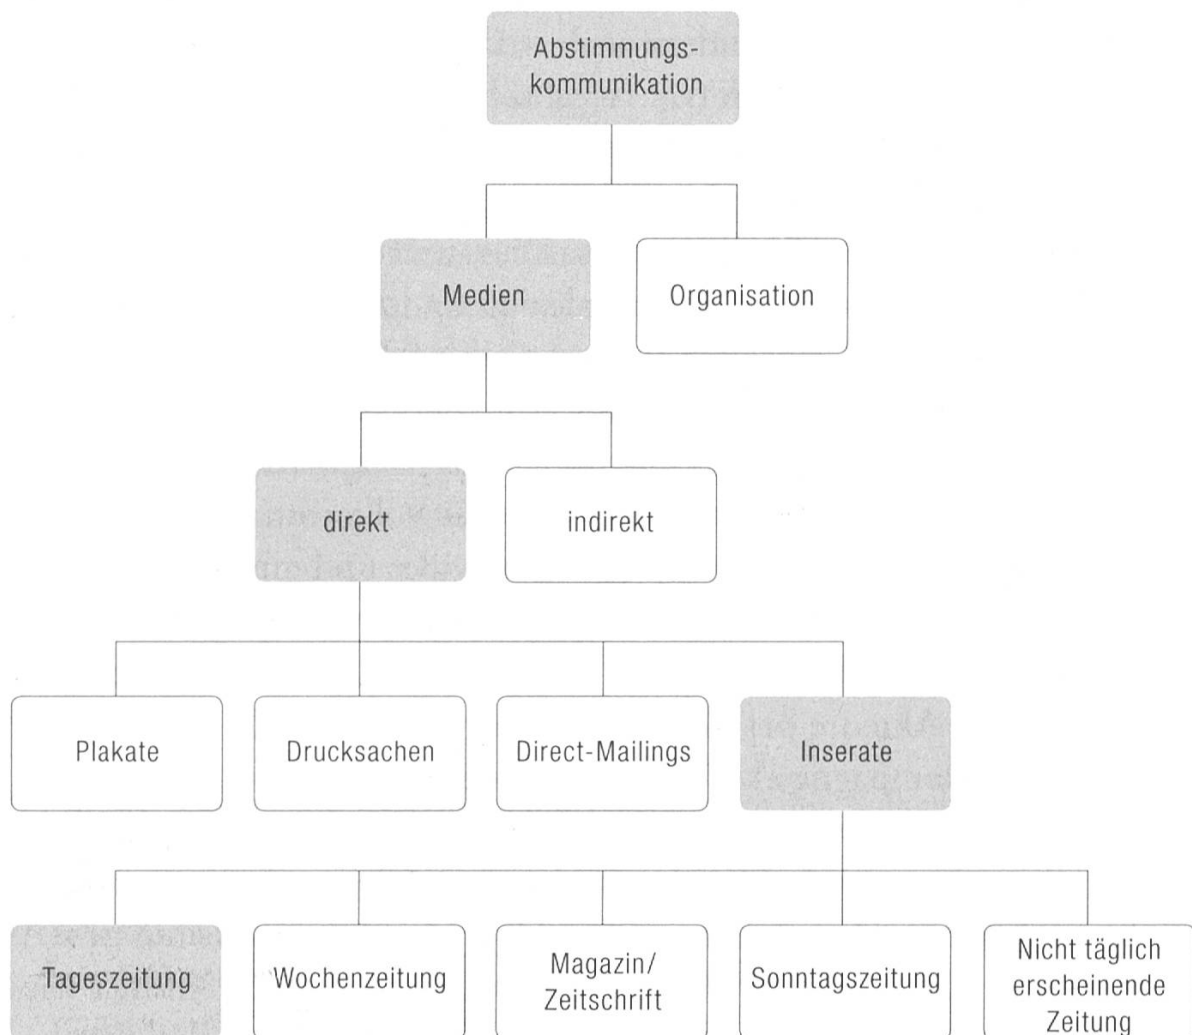 Abstimmungs-
kommunikation
Medien
Organisation
direkt
indirekt
Plakate
Drucksachen
Direct-Mailings
Inserate
Tageszeitung
Wochenzeitung
Magazin/
Zeitschrift
Sonntagszeitung
Nicht täglich
erscheinende
Zeitung